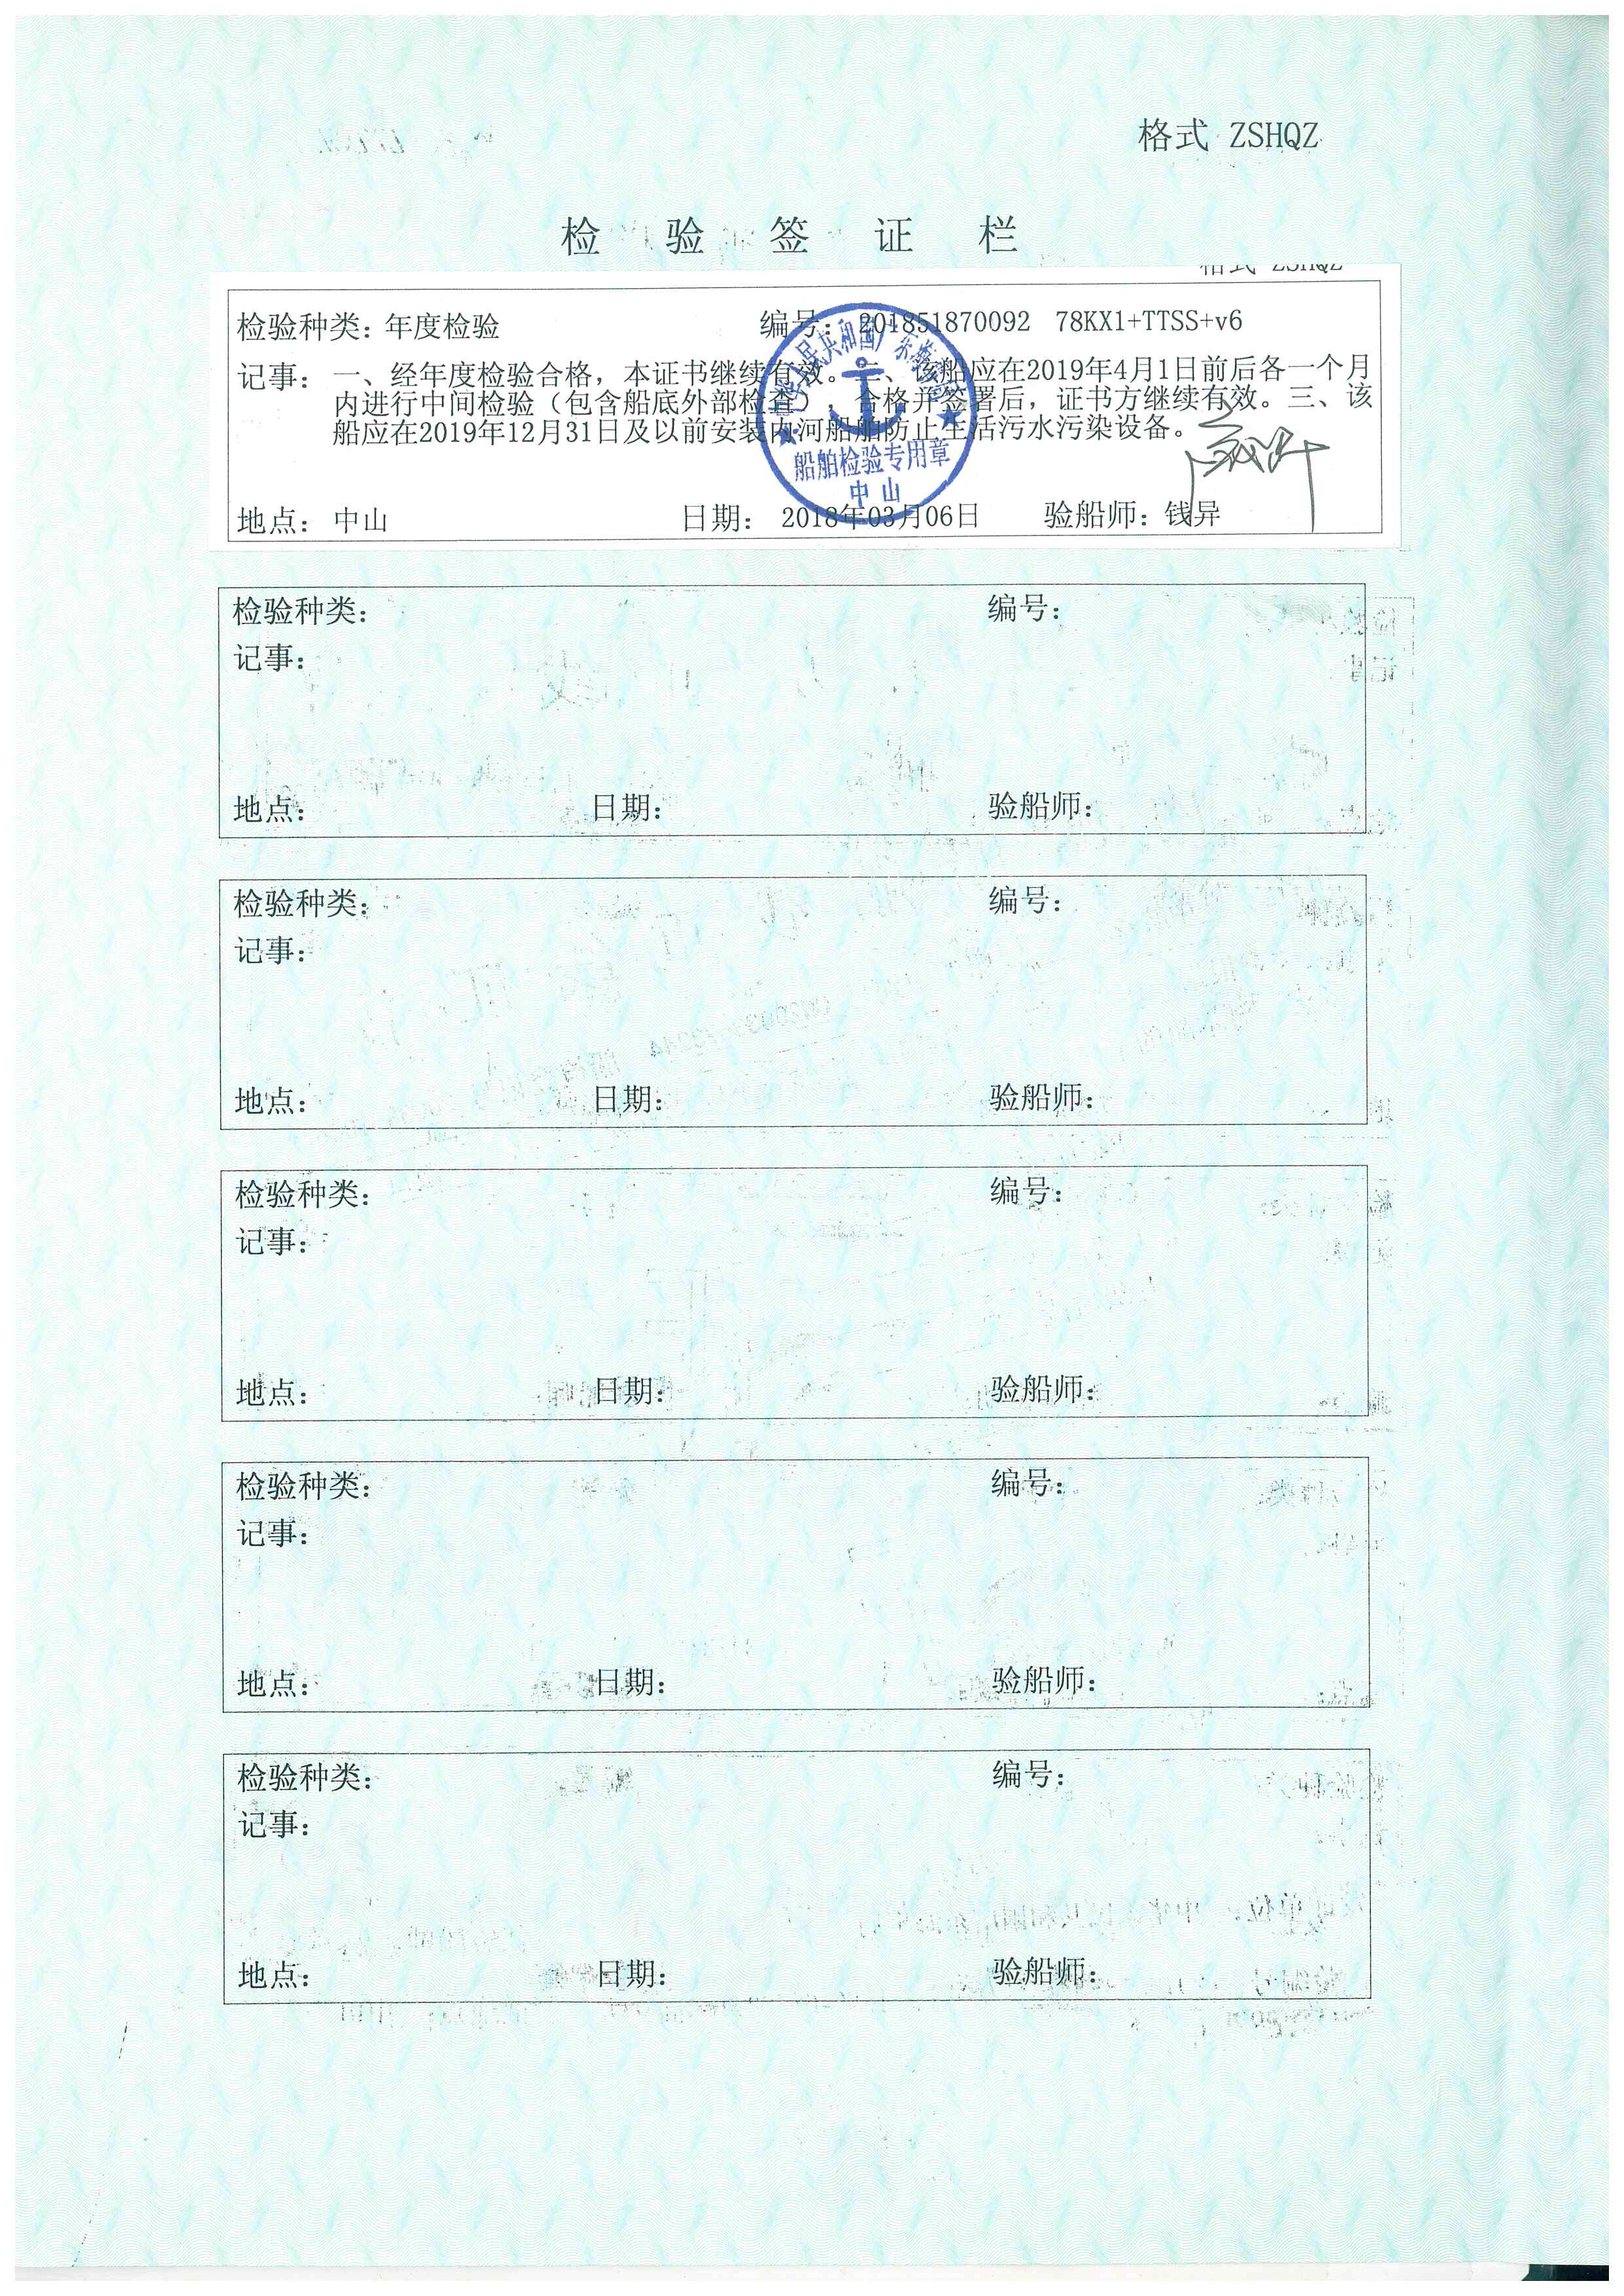 格式 ZSHQZ
检验签证栏
格式 ZSHQZ
检验种类：年度检验 编号：201851870092 78KX1+TTSS+v6
记事：一、经年度检验合格，本证书继续有效。二、该船应在2019年4月1日前后各一个月
内进行中间检验（包含船底外部检查），合格并签署后，证书方继续有效。三、该
船应在2019年12月31日及以前安装内河船舶防止生活污水污染设备。
中华人民共和国广东海事局
船舶检验专用章
中山
地点：中山 日期：2018年03月06日 验船师：钱异
检验种类： 编号：
记事：
地点： 日期： 验船师：
检验种类： 编号：
记事：
地点： 日期： 验船师：
检验种类： 编号：
记事：
地点： 日期： 验船师：
检验种类： 编号：
记事：
地点： 日期： 验船师：
检验种类： 编号：
记事：
地点： 日期： 验船师：